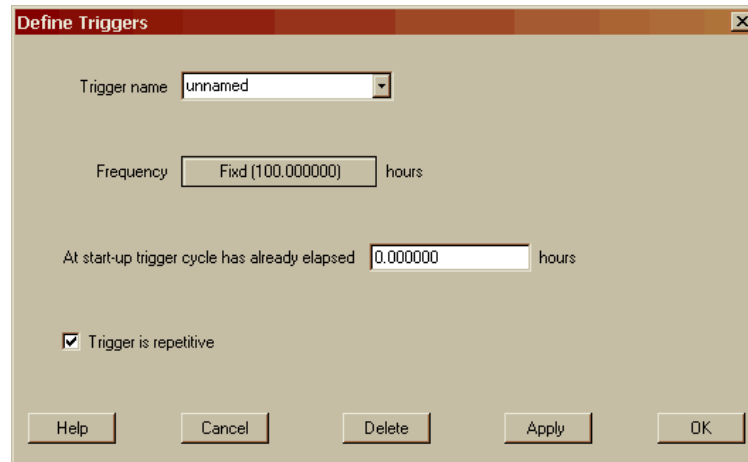 Define Triggers
Trigger name unnamed
Frequency Fixd (100.000000) hours
At start-up trigger cycle has already elapsed 0.000000 hours
Trigger is repetitive
Help Cancel Delete Apply OK